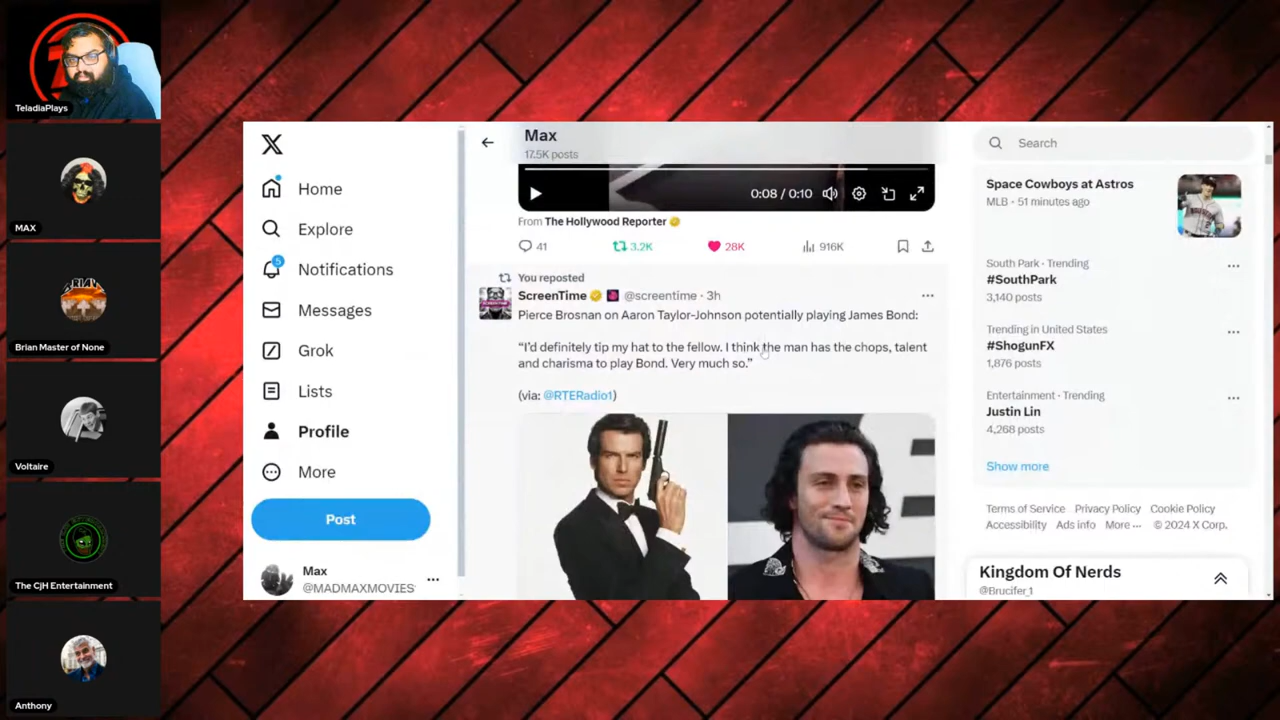 TeladiaPlays
MAX
Brian Master of None
Voltaire
The CjH Entertainment
Anthony
Home
Explore
5
Notifications
Messages
Grok
Lists
Profile
More
Post
Max
@MADMAXMOVIES
Max
17.5K posts
0:08 / 0:10
From The Hollywood Reporter
41
3.2K
28K
916K
You reposted
ScreenTime @screentime · 3h
Pierce Brosnan on Aaron Taylor-Johnson potentially playing James Bond:
“I’d definitely tip my hat to the fellow. I think the man has the chops, talent
and charisma to play Bond. Very much so.”
(via: @RTERadio1)
Search
Space Cowboys at Astros
MLB · 51 minutes ago
South Park · Trending
#SouthPark
3,140 posts
Trending in United States
#ShogunFX
1,876 posts
Entertainment · Trending
Justin Lin
4,268 posts
Show more
Terms of Service Privacy Policy Cookie Policy
Accessibility Ads info More ··· © 2024 X Corp.
Kingdom Of Nerds
@Brucifer_1